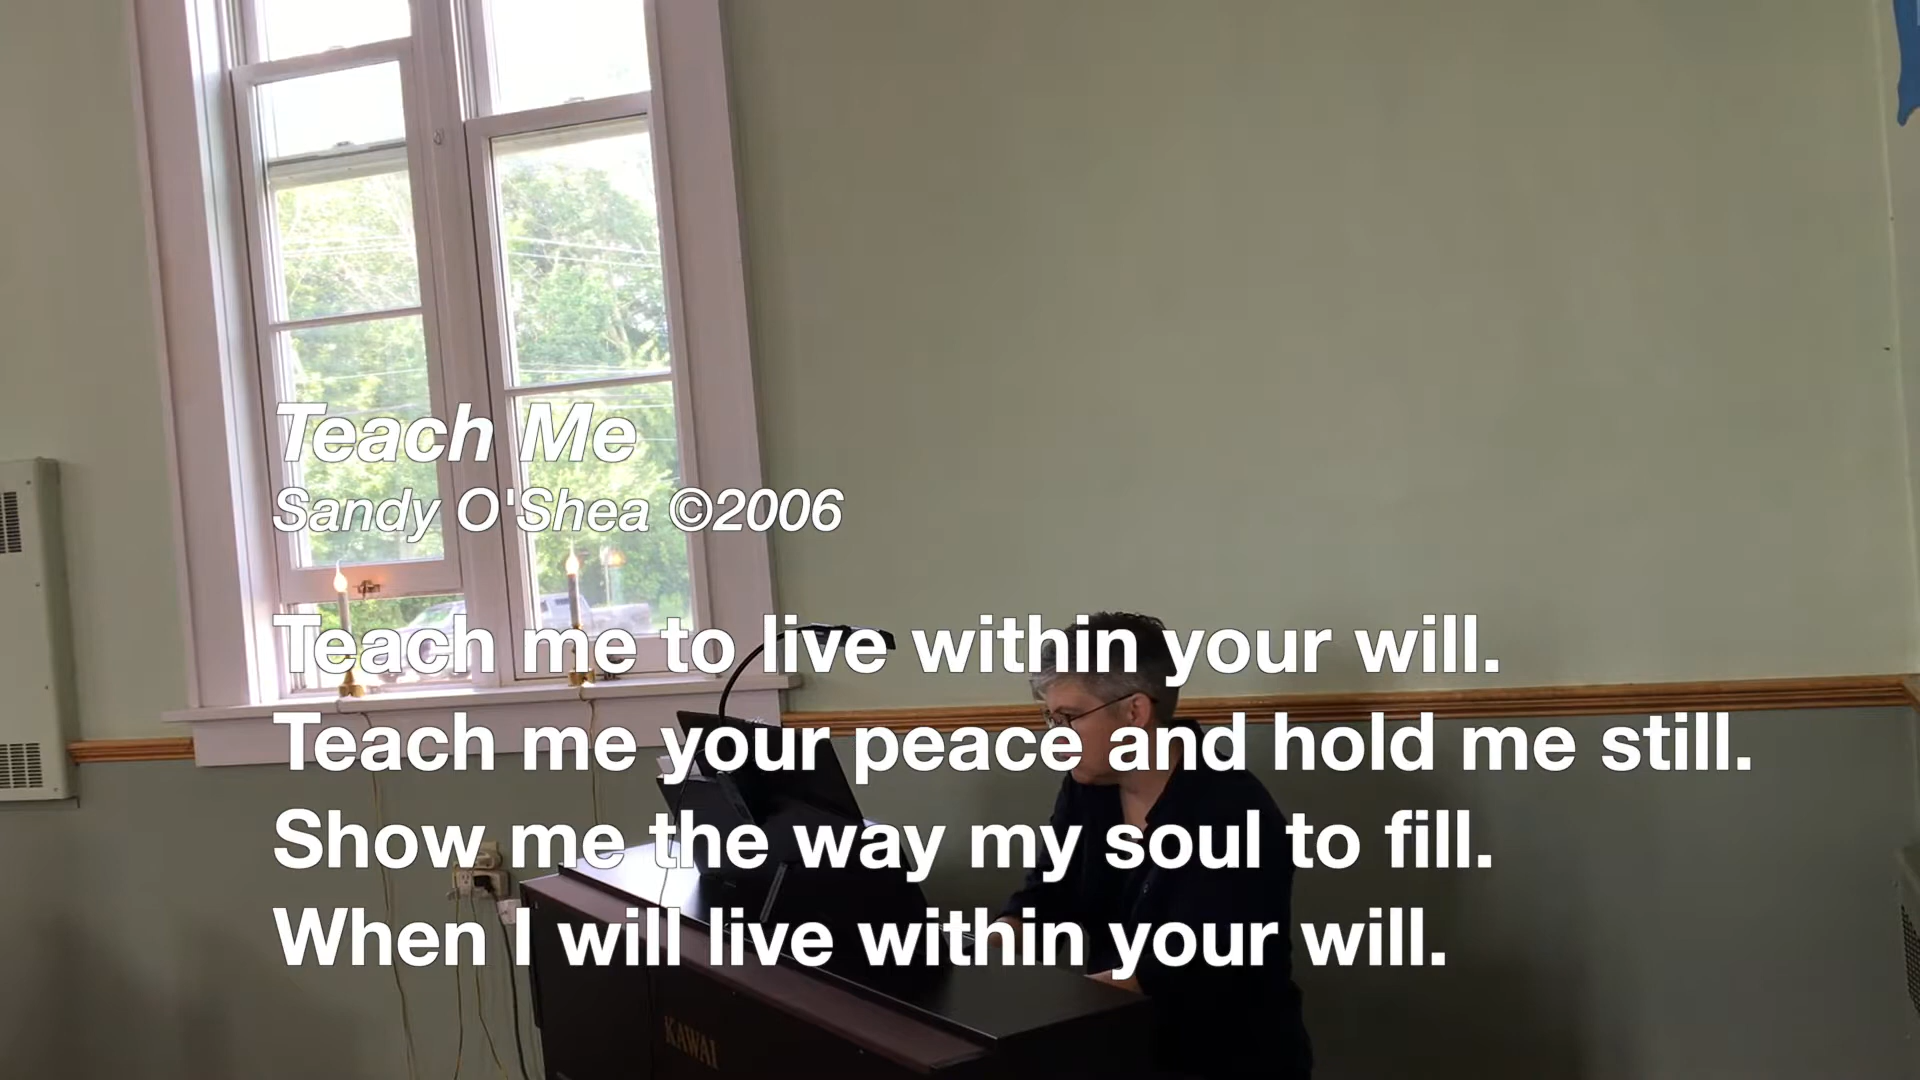 Teach Me
Sandy O'Shea ©2006
Teach me to live within your will.
Teach me your peace and hold me still.
Show me the way my soul to fill.
When I will live within your will.
KAWAI